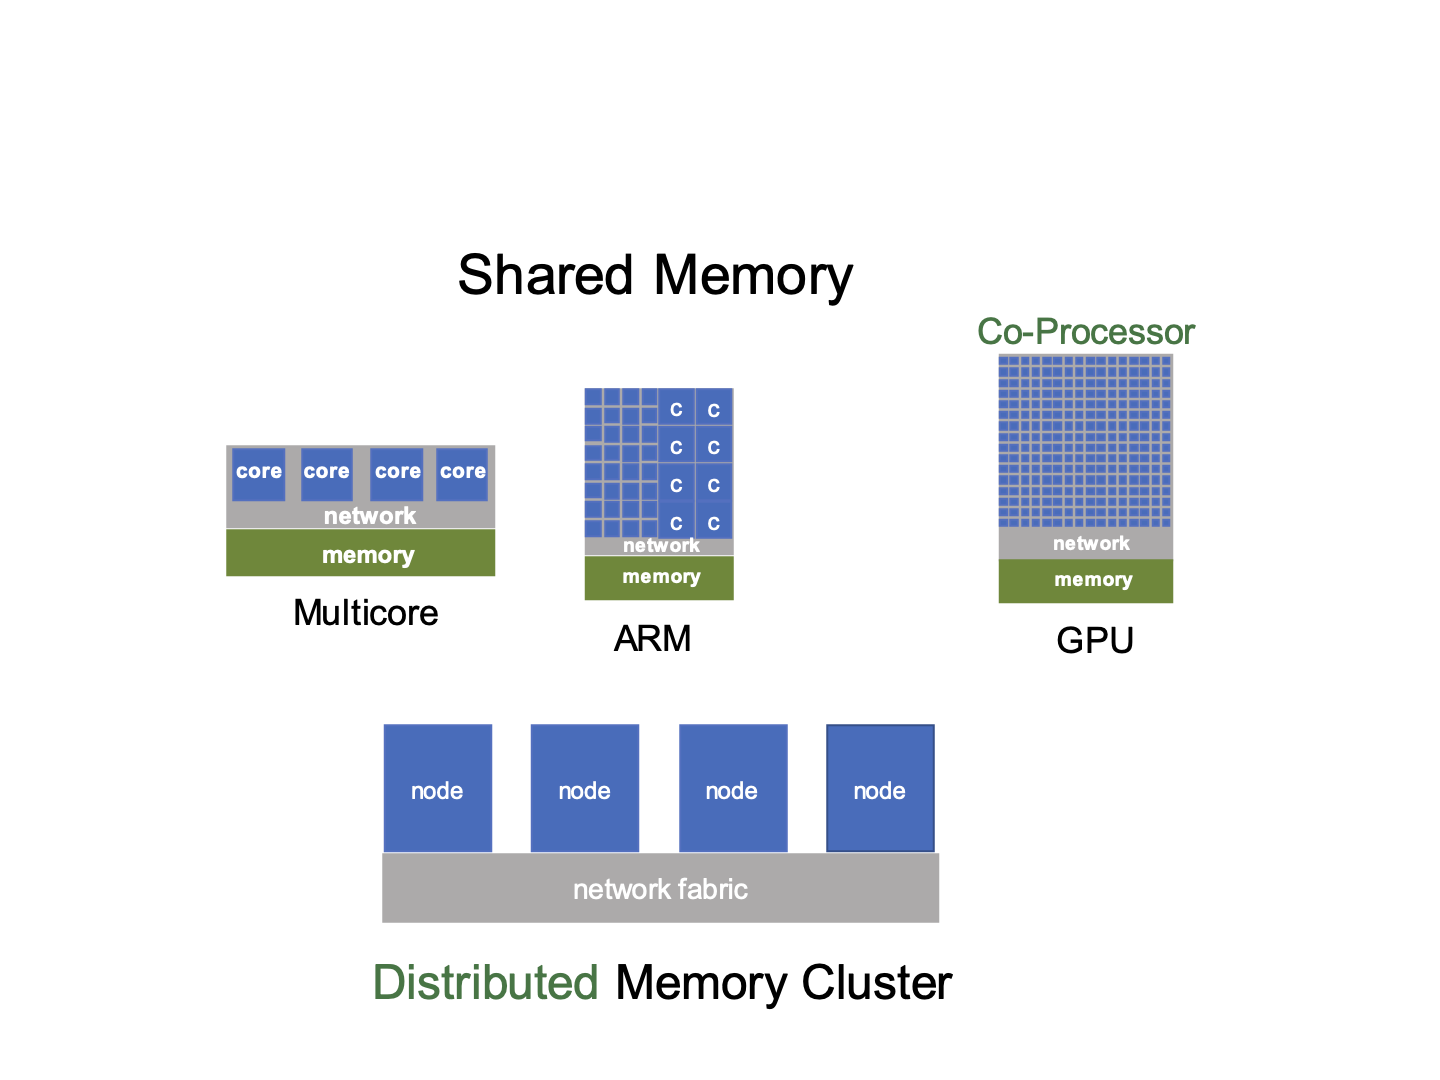 Shared Memory
Co-Processor
core core core core
network
memory
Multicore
C C
C C
C C
C C
network
memory
ARM
network
memory
GPU
node node node node
network fabric
Distributed Memory Cluster